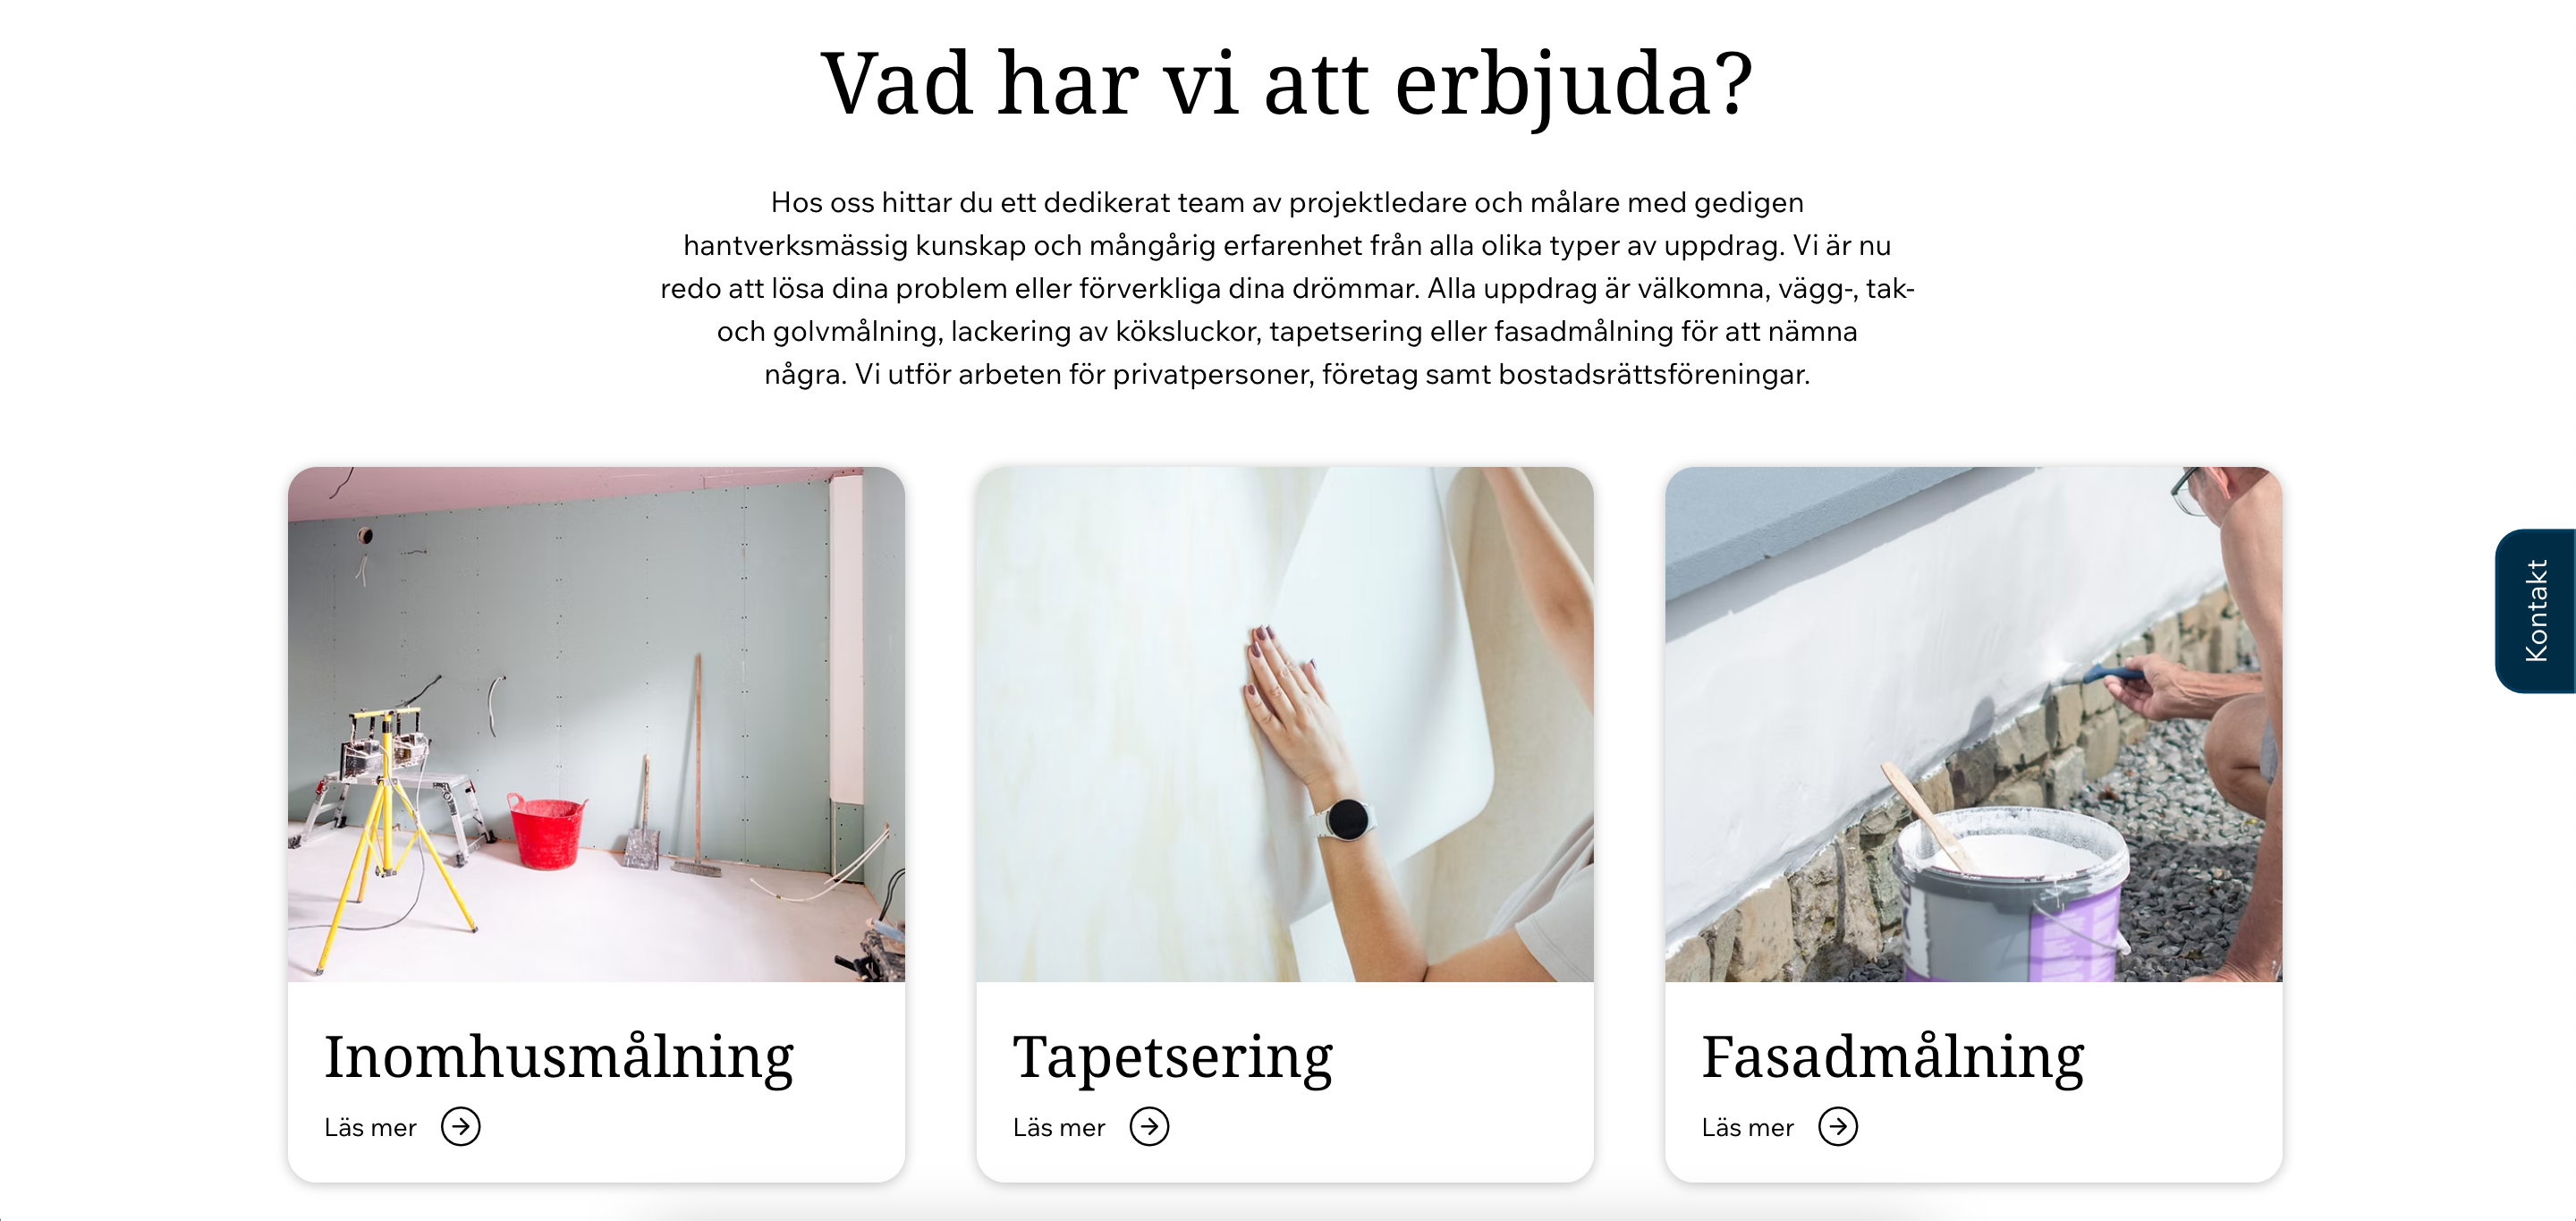 Vad har vi att erbjuda?
Hos oss hittar du ett dedikerat team av projektledare och målare med gedigen
hantverksmässig kunskap och mångårig erfarenhet från alla olika typer av uppdrag. Vi är nu
redo att lösa dina problem eller förverkliga dina drömmar. Alla uppdrag är välkomna, vägg-, tak-
och golvmålning, lackering av köksluckor, tapetsering eller fasadmålning för att nämna
några. Vi utför arbeten för privatpersoner, företag samt bostadsrättsföreningar.
Kontakt
Inomhusmålning
Läs mer
Tapetsering
Läs mer
Fasadmålning
Läs mer